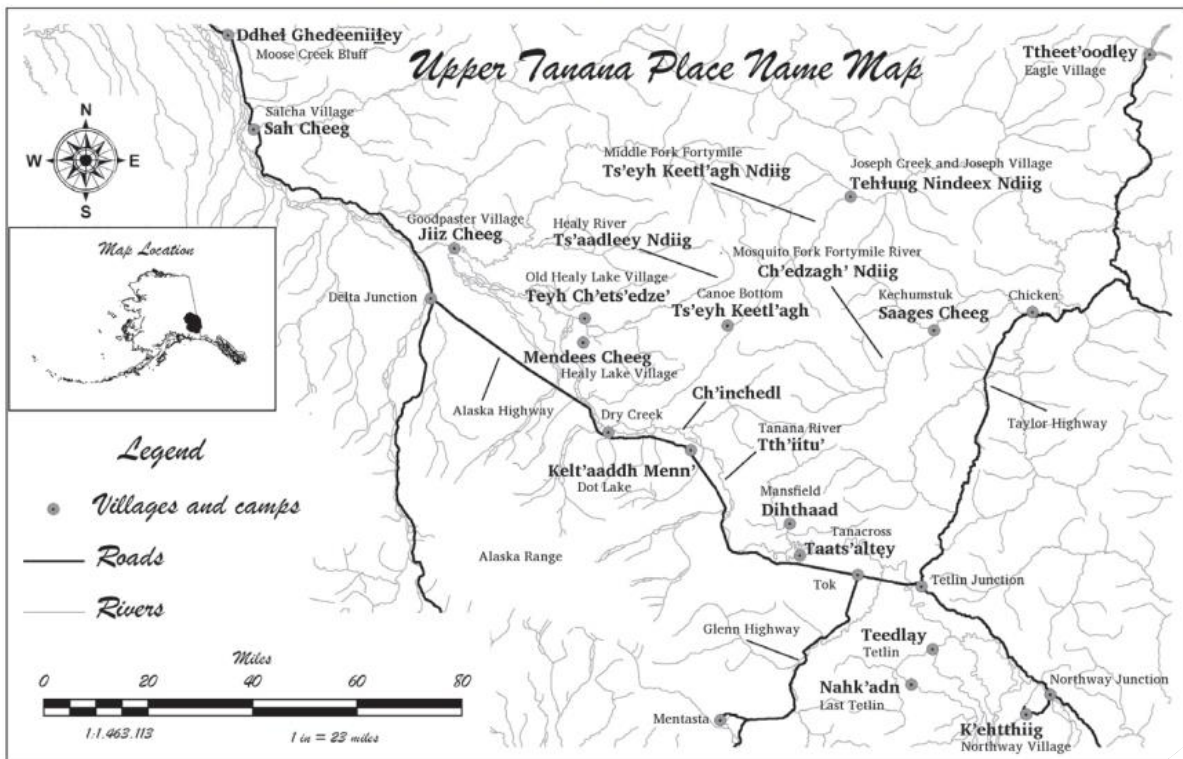 Upper Tanana Place Name Map
Ddheł Ghedeeniił̱ey
Moose Creek Bluff
Ttheet'oodłey
Eagle Village
Salcha Village
Sah Cheeg
N
W
E
S
Middle Fork Fortymile
Ts'eyh Keetl'agh Ndiig
Joseph Creek and Joseph Village
Tehłuug Nindeex Ndiig
Goodpaster Village
Jiiz Cheeg
Healy River
Ts'aadleey Ndiig
Mosquito Fork Fortymile River
Ch'edzagh' Ndiig
Map Location
Old Healy Lake Village
Teyh Ch'ets'edze'
Canoe Bottom
Ts'eyh Keetl'agh
Kechumstuk
Saages Cheeg
Chicken
Delta Junction
Mendees Cheeg
Healy Lake Village
Alaska Highway
Ch'inchedl
Dry Creek
Taylor Highway
Tanana River
Tth'iitu'
Kelt'aaddh Menn'
Dot Lake
Mansfield
Dihthaad
Tanacross
Taats'altęy
Alaska Range
Tok
Tetlin Junction
Legend
Villages and camps
Roads
Rivers
Glenn Highway
Teedląy
Tetlin
Nahk'adn
Last Tetlin
Northway Junction
Mentasta
K'ehtthiig
Northway Village
Miles
0 20 40 60 80
1:1.463.113
1 in = 23 miles